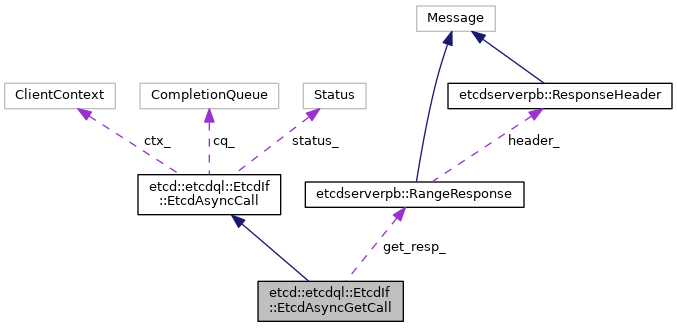 Message
ClientContext
CompletionQueue
Status
etcdserverpb::ResponseHeader
ctx_
cq_
status_
header_
etcd::etcdql::EtcdIf
::EtcdAsyncCall
etcdserverpb::RangeResponse
get_resp_
etcd::etcdql::EtcdIf
::EtcdAsyncGetCall